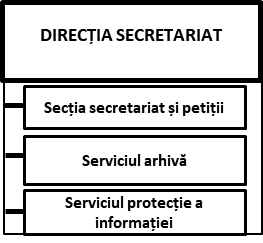 DIRECȚIA SECRETARIAT
Secția secretariat și petiții
Serviciul arhivă
Serviciul protecție a
informației